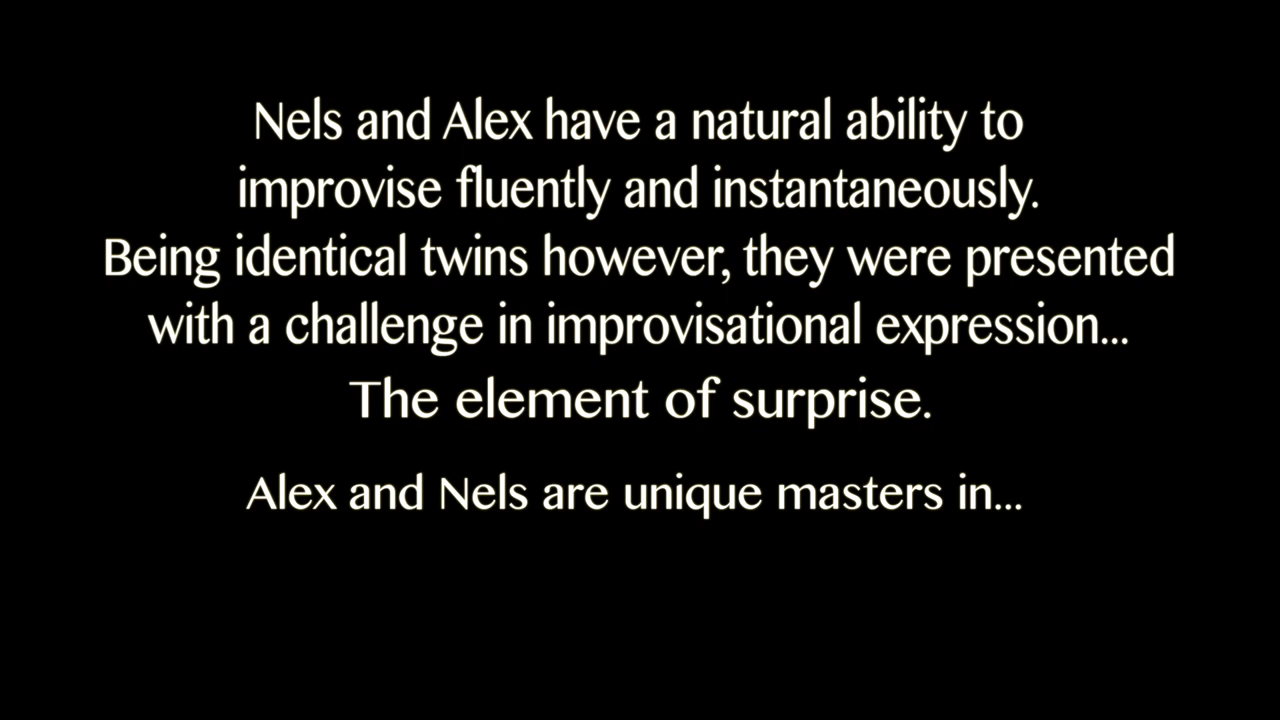 Nels and Alex have a natural ability to
improvise fluently and instantaneously.
Being identical twins however, they were presented
with a challenge in improvisational expression...
The element of surprise.
Alex and Nels are unique masters in...